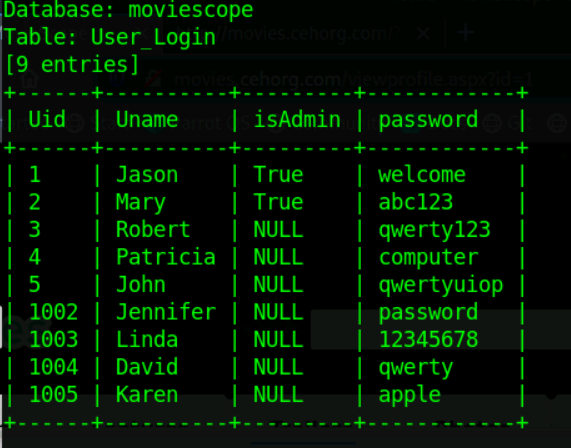 Database: moviescope
Table: User_Login
[9 entries]
+------+-----------+---------+------------+
| Uid | Uname | isAdmin | password |
+------+-----------+---------+------------+
| 1 | Jason | True | welcome |
| 2 | Mary | True | abc123 |
| 3 | Robert | NULL | qwerty123 |
| 4 | Patricia | NULL | computer |
| 5 | John | NULL | qwertyuiop |
| 1002 | Jennifer | NULL | password |
| 1003 | Linda | NULL | 12345678 |
| 1004 | David | NULL | qwerty |
| 1005 | Karen | NULL | apple |
+------+-----------+---------+------------+